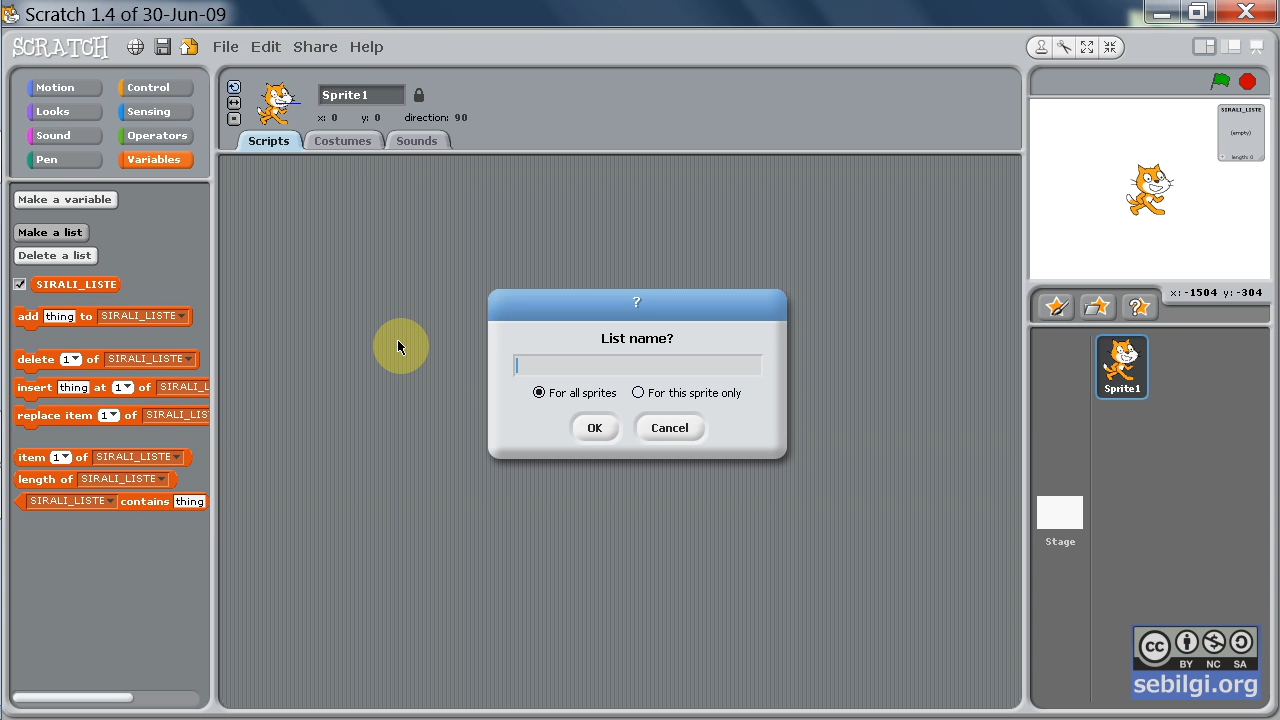 Scratch 1.4 of 30-Jun-09
SCRATCH File Edit Share Help
Motion Control
Looks Sensing
Sound Operators
Pen Variables
Make a variable
Make a list
Delete a list
SIRALI_LISTE
add thing to SIRALI_LISTE
delete 1 of SIRALI_LISTE
insert thing at 1 of SIRALI_L
replace item 1 of SIRALI_LIS
item 1 of SIRALI_LISTE
length of SIRALI_LISTE
SIRALI_LISTE contains thing
Sprite1
x: 0 y: 0 direction: 90
Scripts Costumes Sounds
?
List name?
For all sprites For this sprite only
OK Cancel
SIRALI_LISTE
(empty)
+ length: 0
x: -1504 y: -304
Sprite1
Stage
cc BY NC SA
sebilgi.org